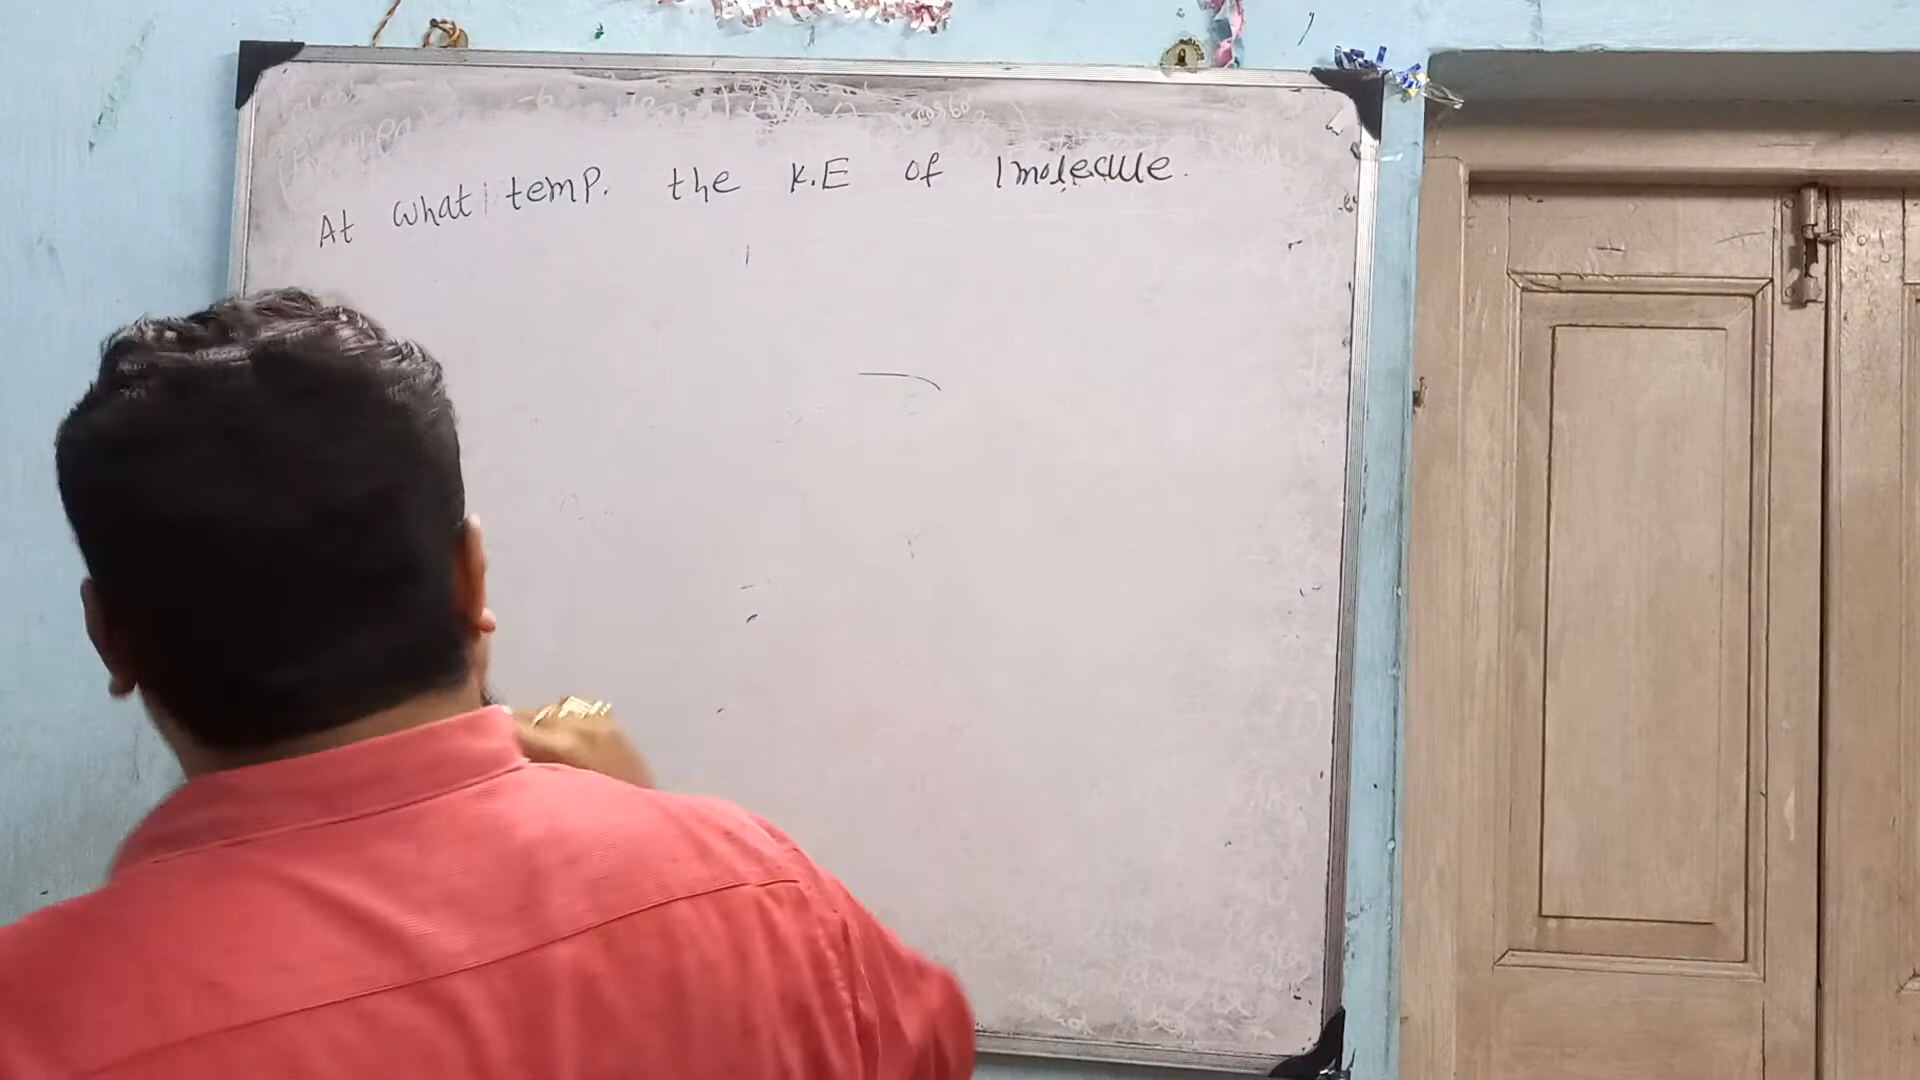 At what temp. the K.E of 1 molecule.